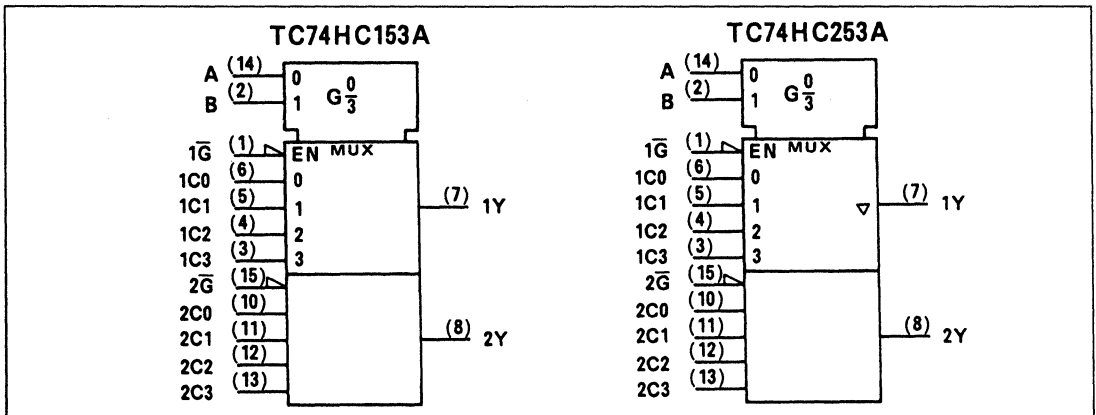 TC74HC153A
A (14) 0
B (2) 1
G 0/3
1G̅ (1) EN MUX
1C0 (6) 0
1C1 (5) 1
1C2 (4) 2
1C3 (3) 3
(7) 1Y
2G̅ (15)
2C0 (10)
2C1 (11)
2C2 (12)
2C3 (13)
(8) 2Y
TC74HC253A
A (14) 0
B (2) 1
G 0/3
1G̅ (1) EN MUX
1C0 (6) 0
1C1 (5) 1
1C2 (4) 2
1C3 (3) 3
▽ (7) 1Y
2G̅ (15)
2C0 (10)
2C1 (11)
2C2 (12)
2C3 (13)
(8) 2Y